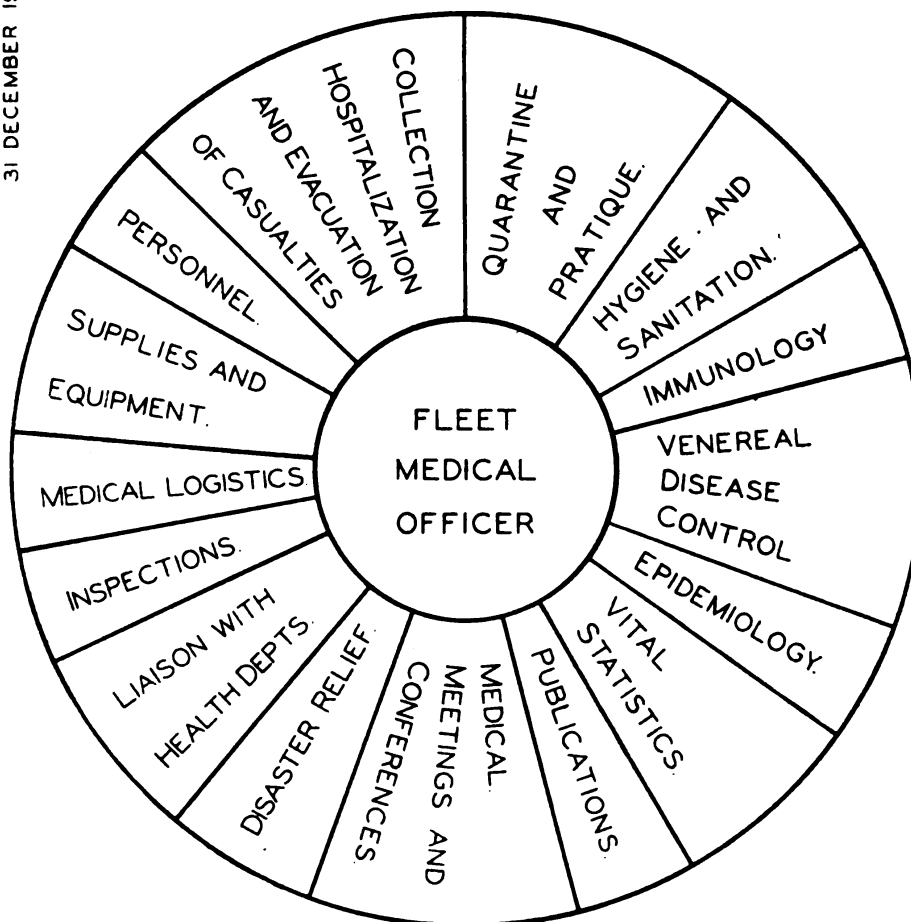 31 DECEMBER
FLEET
MEDICAL
OFFICER
QUARANTINE
AND
PRATIQUE.
HYGIENE . AND
SANITATION.
IMMUNOLOGY
VENEREAL
DISEASE
CONTROL
EPIDEMIOLOGY.
VITAL
STATISTICS.
PUBLICATIONS.
MEDICAL.
MEETINGS AND
CONFERENCES
DISASTER RELIEF.
LIAISON WITH
HEALTH DEPTS.
INSPECTIONS.
MEDICAL LOGISTICS.
SUPPLIES AND
EQUIPMENT.
PERSONNEL.
COLLECTION
HOSPITALIZATION
AND EVACUATION
OF CASUALTIES